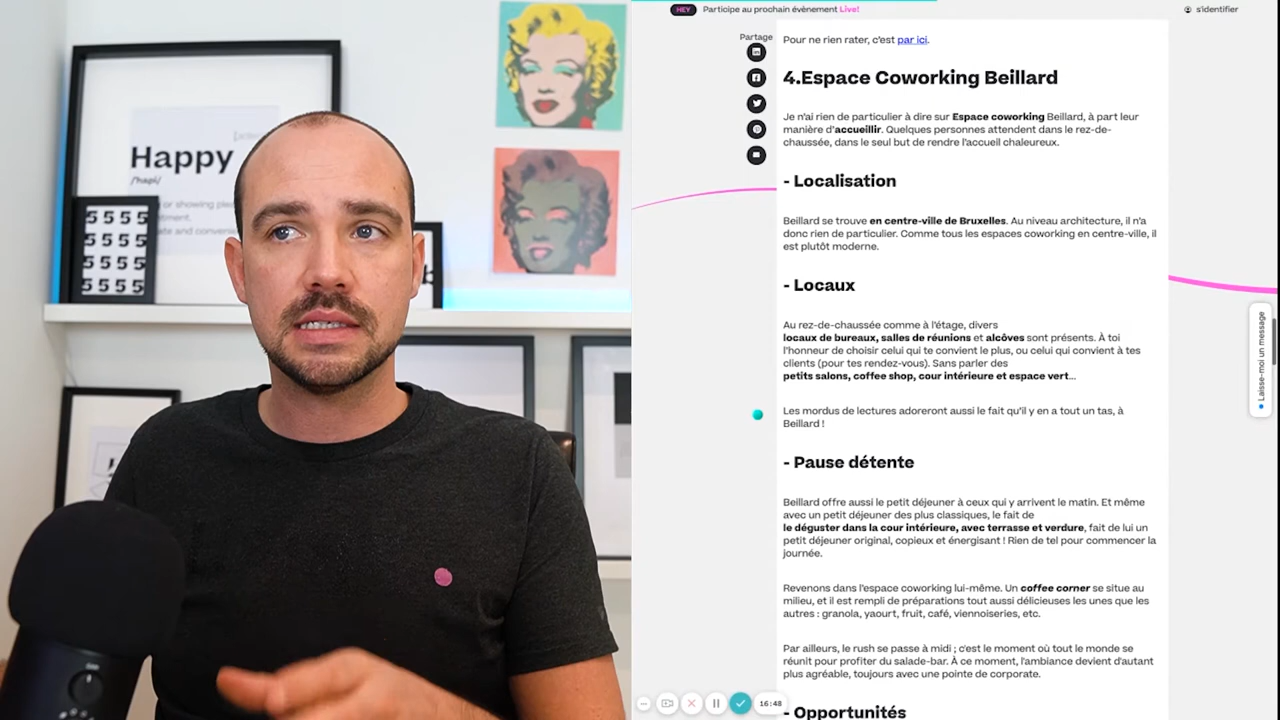 HEY Participe au prochain évènement Live!
s'identifier
Partage
Pour ne rien rater, c'est par ici.
4.Espace Coworking Beillard
Je n'ai rien de particulier à dire sur Espace coworking Beillard, à part leur
manière d'accueillir. Quelques personnes attendent dans le rez-de-
chaussée, dans le seul but de rendre l'accueil chaleureux.
- Localisation
Beillard se trouve en centre-ville de Bruxelles. Au niveau architecture, il n'a
donc rien de particulier. Comme tous les espaces coworking en centre-ville, il
est plutôt moderne.
- Locaux
Au rez-de-chaussée comme à l'étage, divers
locaux de bureaux, salles de réunions et alcôves sont présents. À toi
l'honneur de choisir celui qui te convient le plus, ou celui qui convient à tes
clients (pour tes rendez-vous). Sans parler des
petits salons, coffee shop, cour intérieure et espace vert...
Les mordus de lectures adoreront aussi le fait qu'il y en a tout un tas, à
Beillard !
- Pause détente
Beillard offre aussi le petit déjeuner à ceux qui y arrivent le matin. Et même
avec un petit déjeuner des plus classiques, le fait de
le déguster dans la cour intérieure, avec terrasse et verdure, fait de lui un
petit déjeuner original, copieux et énergisant ! Rien de tel pour commencer la
journée.
Revenons dans l'espace coworking lui-même. Un coffee corner se situe au
milieu, et il est rempli de préparations tout aussi délicieuses les unes que les
autres : granola, yaourt, fruit, café, viennoiseries, etc.
Par ailleurs, le rush se passe à midi ; c'est le moment où tout le monde se
réunit pour profiter du salade-bar. À ce moment, l'ambiance devient d'autant
plus agréable, toujours avec une pointe de corporate.
- Opportunités
Laisse-moi un message
16:48
Happy
/'hapi/
or showing
5555
5555
5555
5555